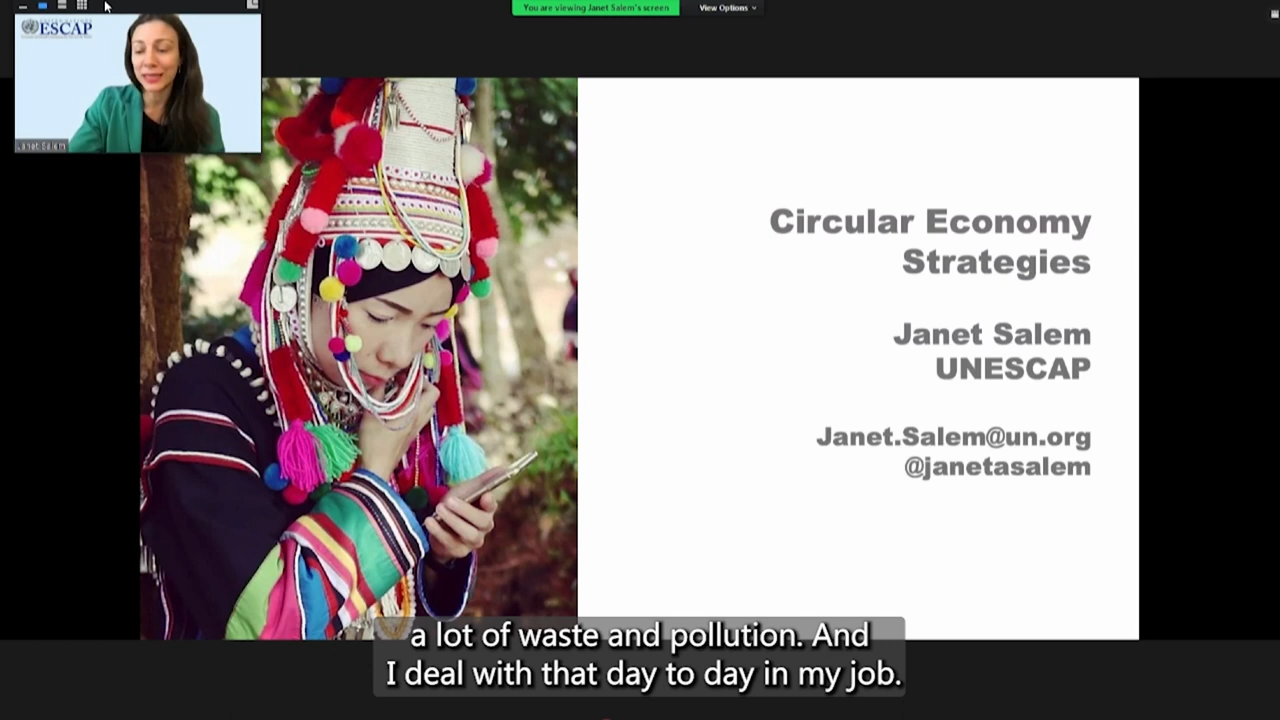 You are viewing Janet Salem's screen
View Options
ESCAP
Janet Salem
Circular Economy
Strategies
Janet Salem
UNESCAP
Janet.Salem@un.org
@janetasalem
a lot of waste and pollution. And
I deal with that day to day in my job.